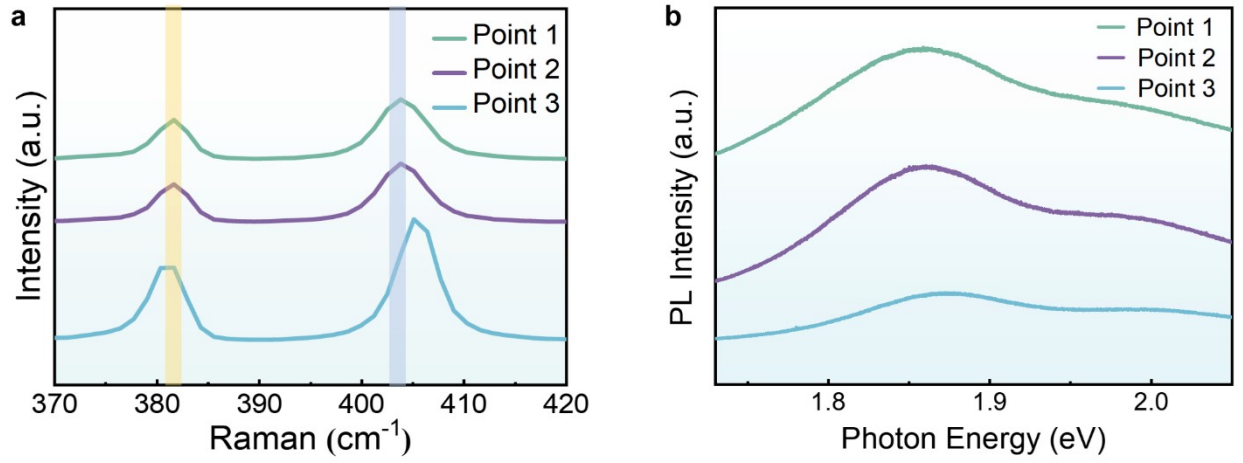 a
Point 1
Point 2
Point 3
Intensity (a.u.)
370 380 390 400 410 420
Raman (cm⁻¹)
b
Point 1
Point 2
Point 3
PL Intensity (a.u.)
1.8 1.9 2.0
Photon Energy (eV)